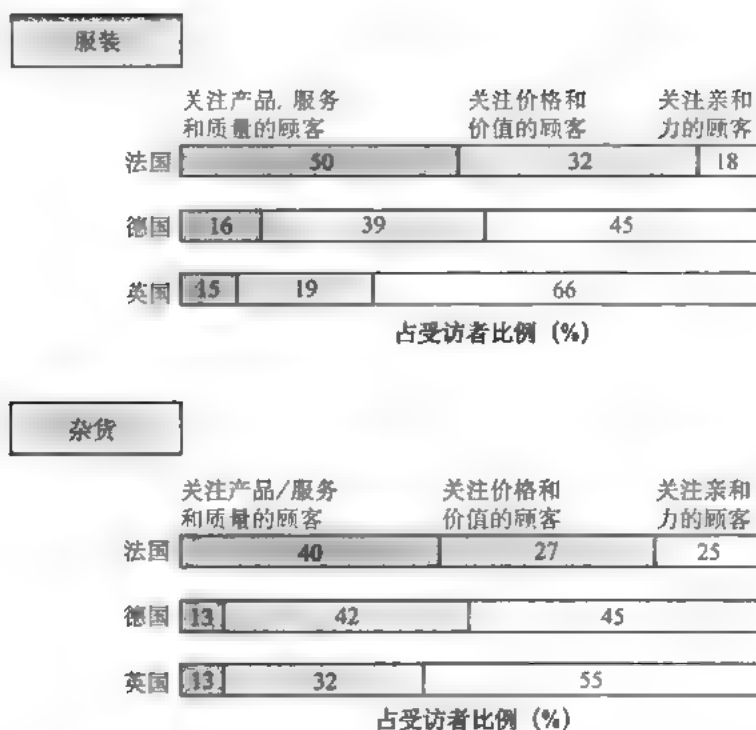 服装
关注产品, 服务 关注价格和 关注亲和
和质量的顾客 价值的顾客 力的顾客
法国 50 32 18
德国 16 39 45
英国 15 19 66
占受访者比例 (%)
杂货
关注产品/服务 关注价格和 关注亲和
和质量的顾客 价值的顾客 力的顾客
法国 40 27 25
德国 13 42 45
英国 13 32 55
占受访者比例 (%)